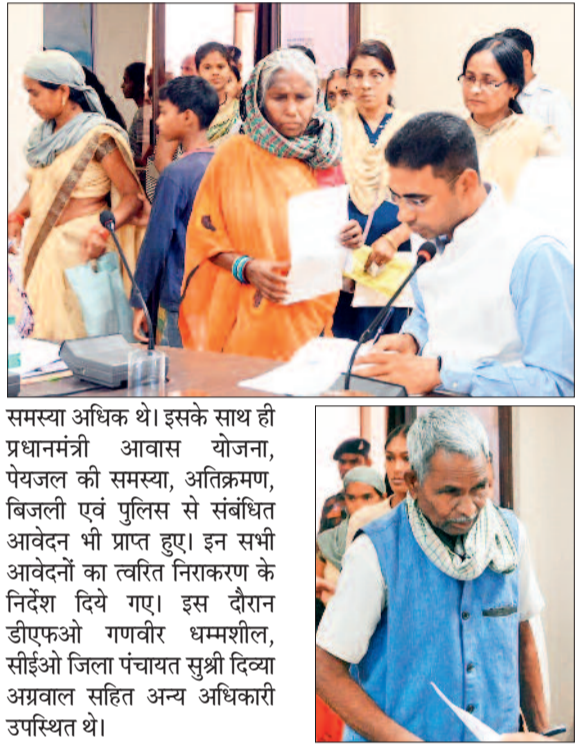 समस्या अधिक थे। इसके साथ ही
प्रधानमंत्री आवास योजना,
पेयजल की समस्या, अतिक्रमण,
बिजली एवं पुलिस से संबंधित
आवेदन भी प्राप्त हुए। इन सभी
आवेदनों का त्वरित निराकरण के
निर्देश दिये गए। इस दौरान
डीएफओ गणवीर धम्मशील,
सीईओ जिला पंचायत सुश्री दिव्या
अग्रवाल सहित अन्य अधिकारी
उपस्थित थे।